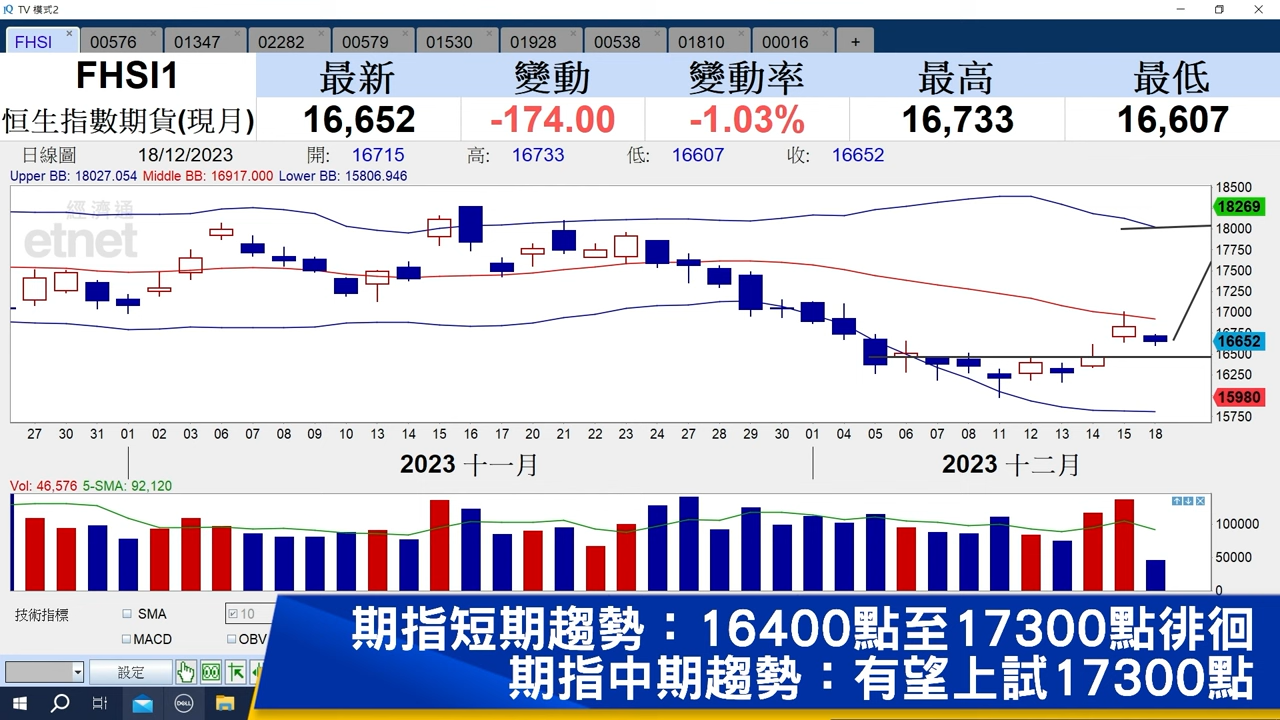 TV 模式2
FHSI 00576 01347 02282 00579 01530 01928 00538 01810 00016 +
FHSI1 最新 變動 變動率 最高 最低
恒生指數期貨(現月) 16,652 -174.00 -1.03% 16,733 16,607
日線圖 18/12/2023 開: 16715 高: 16733 低: 16607 收: 16652
Upper BB: 18027.054 Middle BB: 16917.000 Lower BB: 15806.946
經濟通
etnet
18500
18269
18000
17750
17500
17250
17000
16652
16500
16250
15980
15750
27 30 31 01 02 03 06 07 08 09 10 13 14 15 16 17 20 21 22 23 24 27 28 29 30 01 04 05 06 07 08 11 12 13 14 15 18
2023 十一月 2023 十二月
Vol: 46,576 5-SMA: 92,120
100000
50000
0
技術指標 SMA 10
MACD OBV
設定
期指短期趨勢：16400點至17300點徘徊
期指中期趨勢：有望上試17300點
DELL